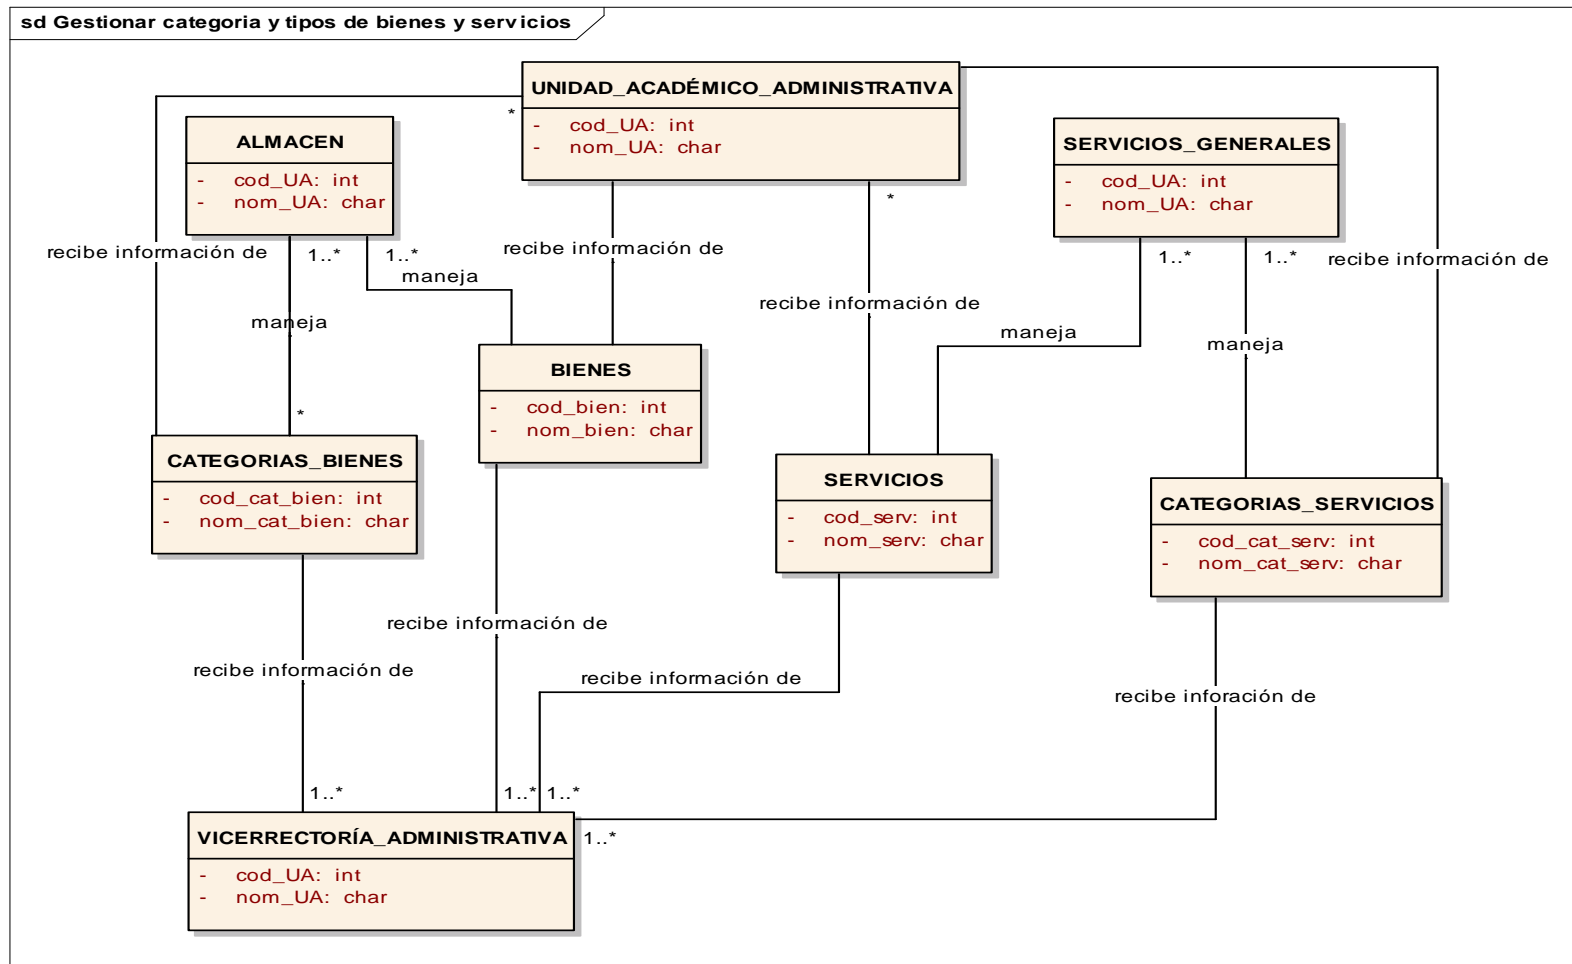 sd Gestionar categoria y tipos de bienes y servicios
UNIDAD_ACADÉMICO_ADMINISTRATIVA
- cod_UA: int
- nom_UA: char
*
*
ALMACEN
- cod_UA: int
- nom_UA: char
SERVICIOS_GENERALES
- cod_UA: int
- nom_UA: char
recibe información de
1..*
1..*
maneja
recibe información de
recibe información de
1..*
1..*
recibe información de
maneja
maneja
maneja
BIENES
- cod_bien: int
- nom_bien: char
*
CATEGORIAS_BIENES
- cod_cat_bien: int
- nom_cat_bien: char
SERVICIOS
- cod_serv: int
- nom_serv: char
CATEGORIAS_SERVICIOS
- cod_cat_serv: int
- nom_cat_serv: char
recibe información de
recibe información de
recibe información de
recibe inforación de
1..*
1..*
1..*
1..*
VICERRECTORÍA_ADMINISTRATIVA
- cod_UA: int
- nom_UA: char